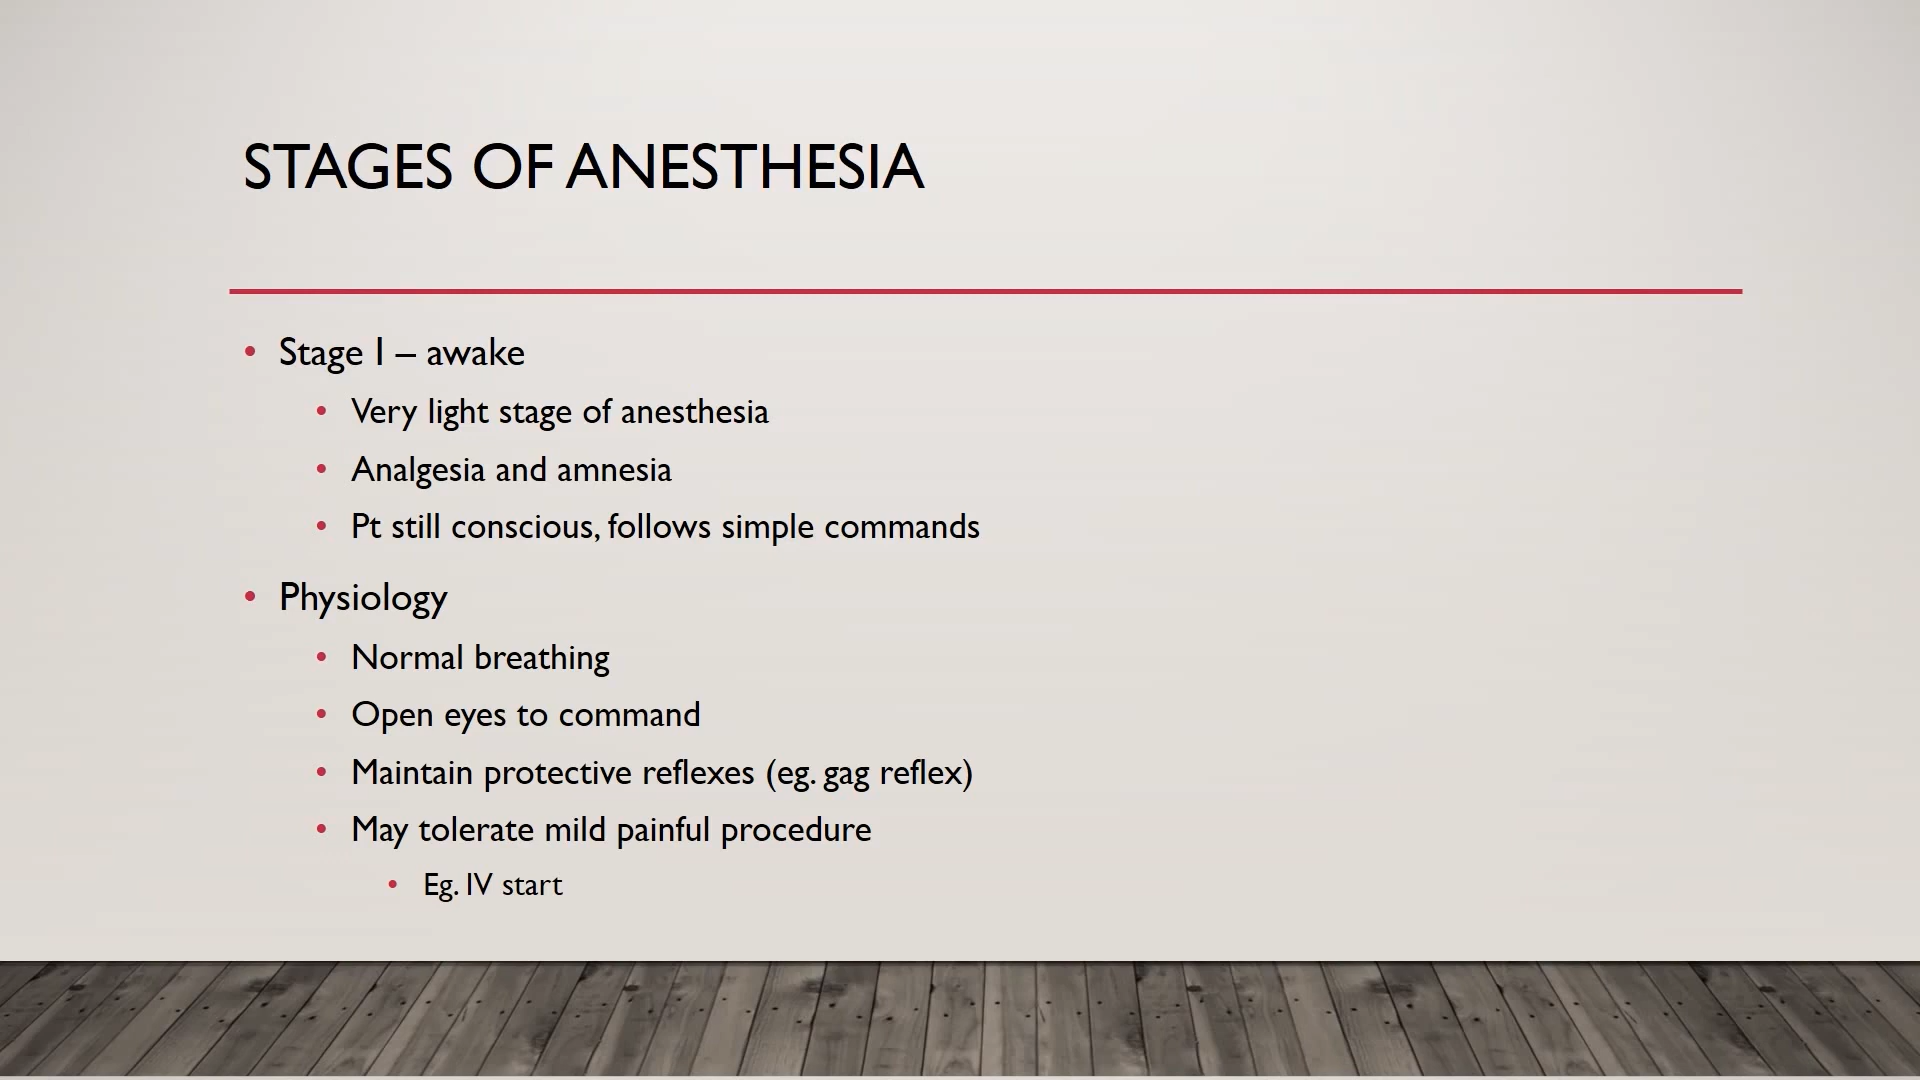 STAGES OF ANESTHESIA
• Stage I – awake
• Very light stage of anesthesia
• Analgesia and amnesia
• Pt still conscious, follows simple commands
• Physiology
• Normal breathing
• Open eyes to command
• Maintain protective reflexes (eg. gag reflex)
• May tolerate mild painful procedure
• Eg. IV start